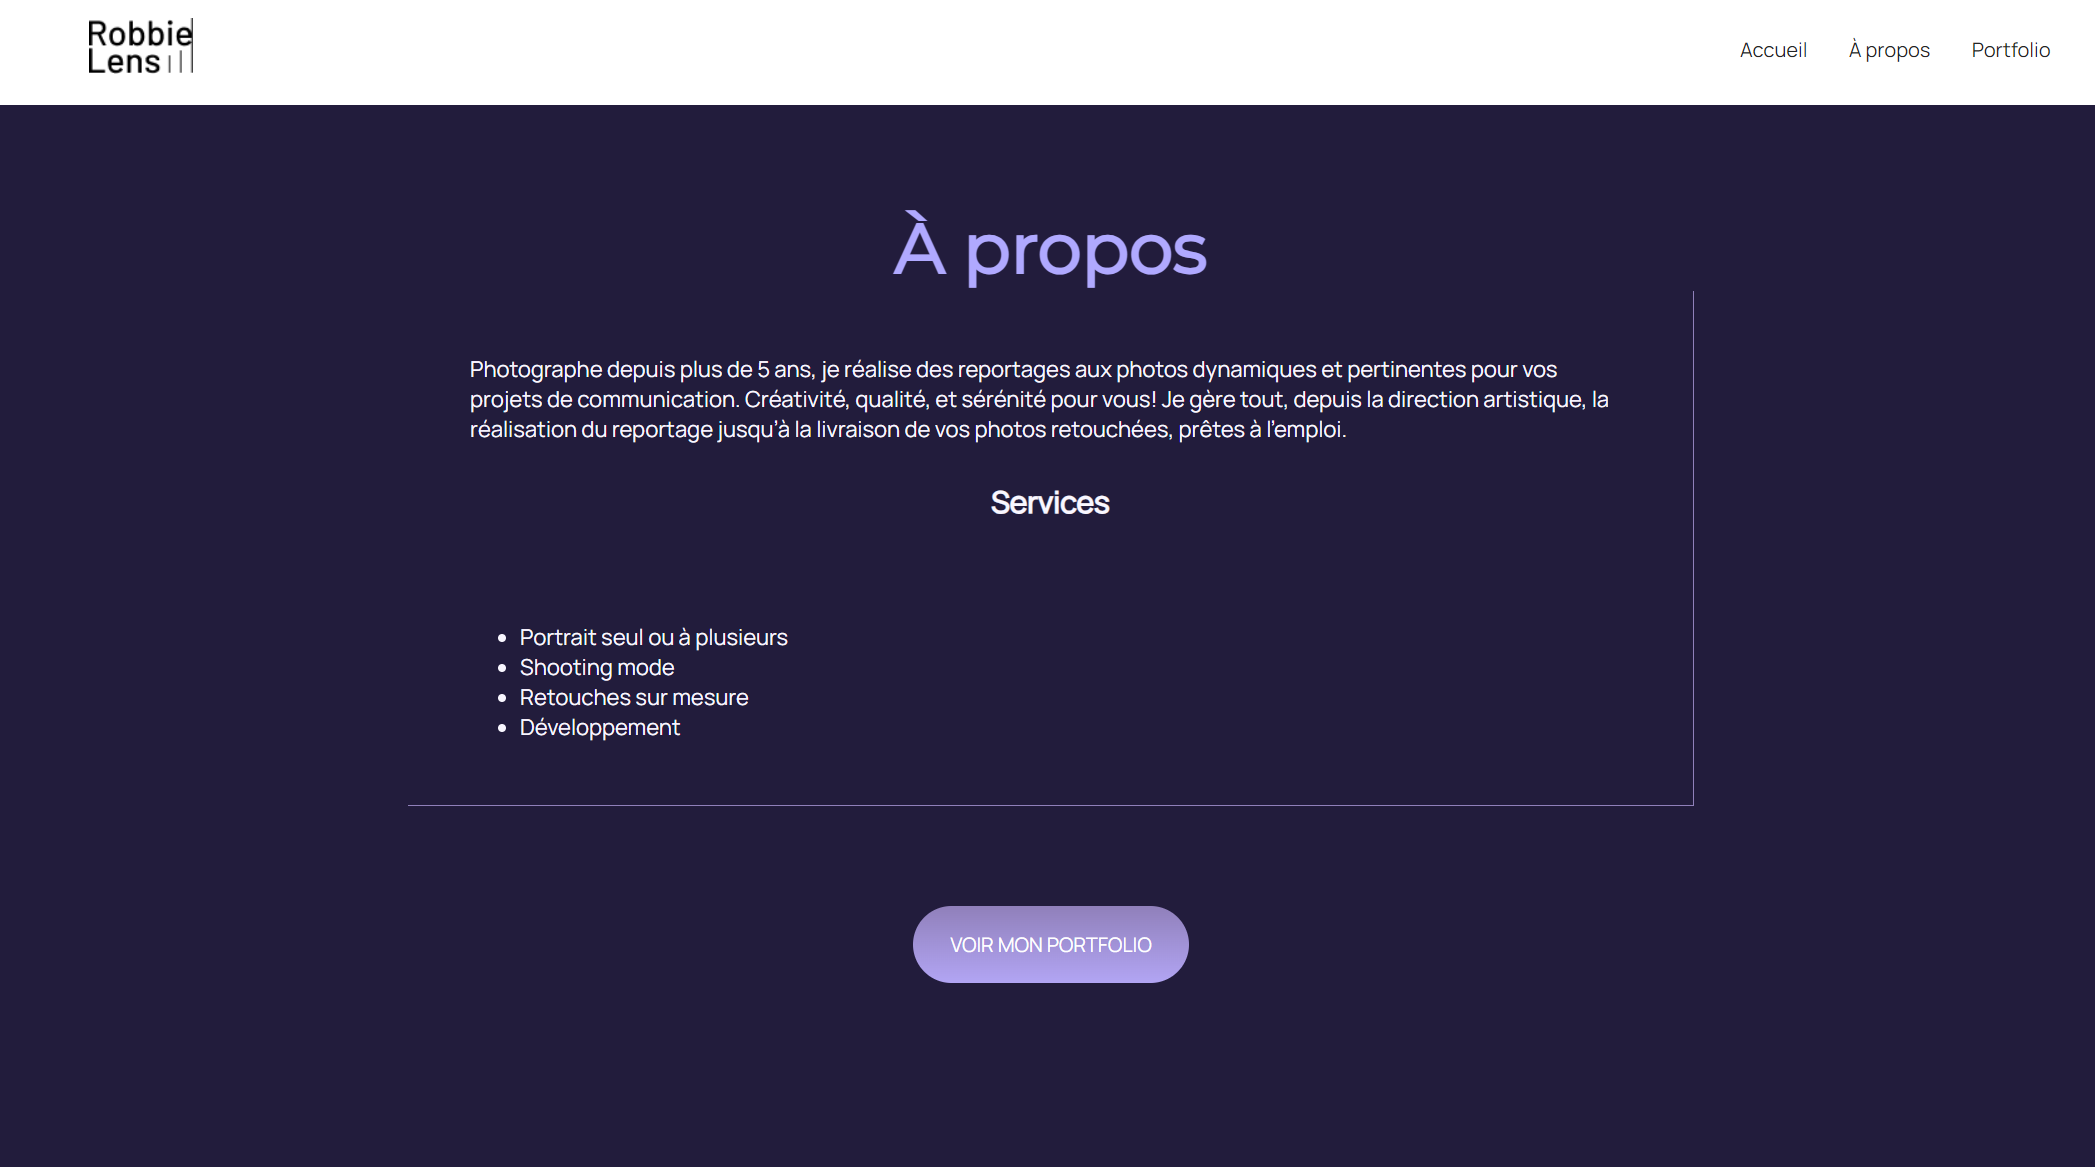 Robbie
Lens
Accueil À propos Portfolio
À propos
Photographe depuis plus de 5 ans, je réalise des reportages aux photos dynamiques et pertinentes pour vos
projets de communication. Créativité, qualité, et sérénité pour vous! Je gère tout, depuis la direction artistique, la
réalisation du reportage jusqu’à la livraison de vos photos retouchées, prêtes à l’emploi.
Services
• Portrait seul ou à plusieurs
• Shooting mode
• Retouches sur mesure
• Développement
VOIR MON PORTFOLIO